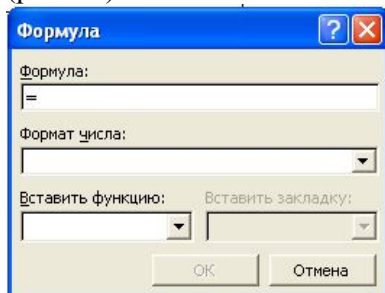 Формула
Формула:
=
Формат числа:
Вставить функцию: Вставить закладку:
ОК Отмена